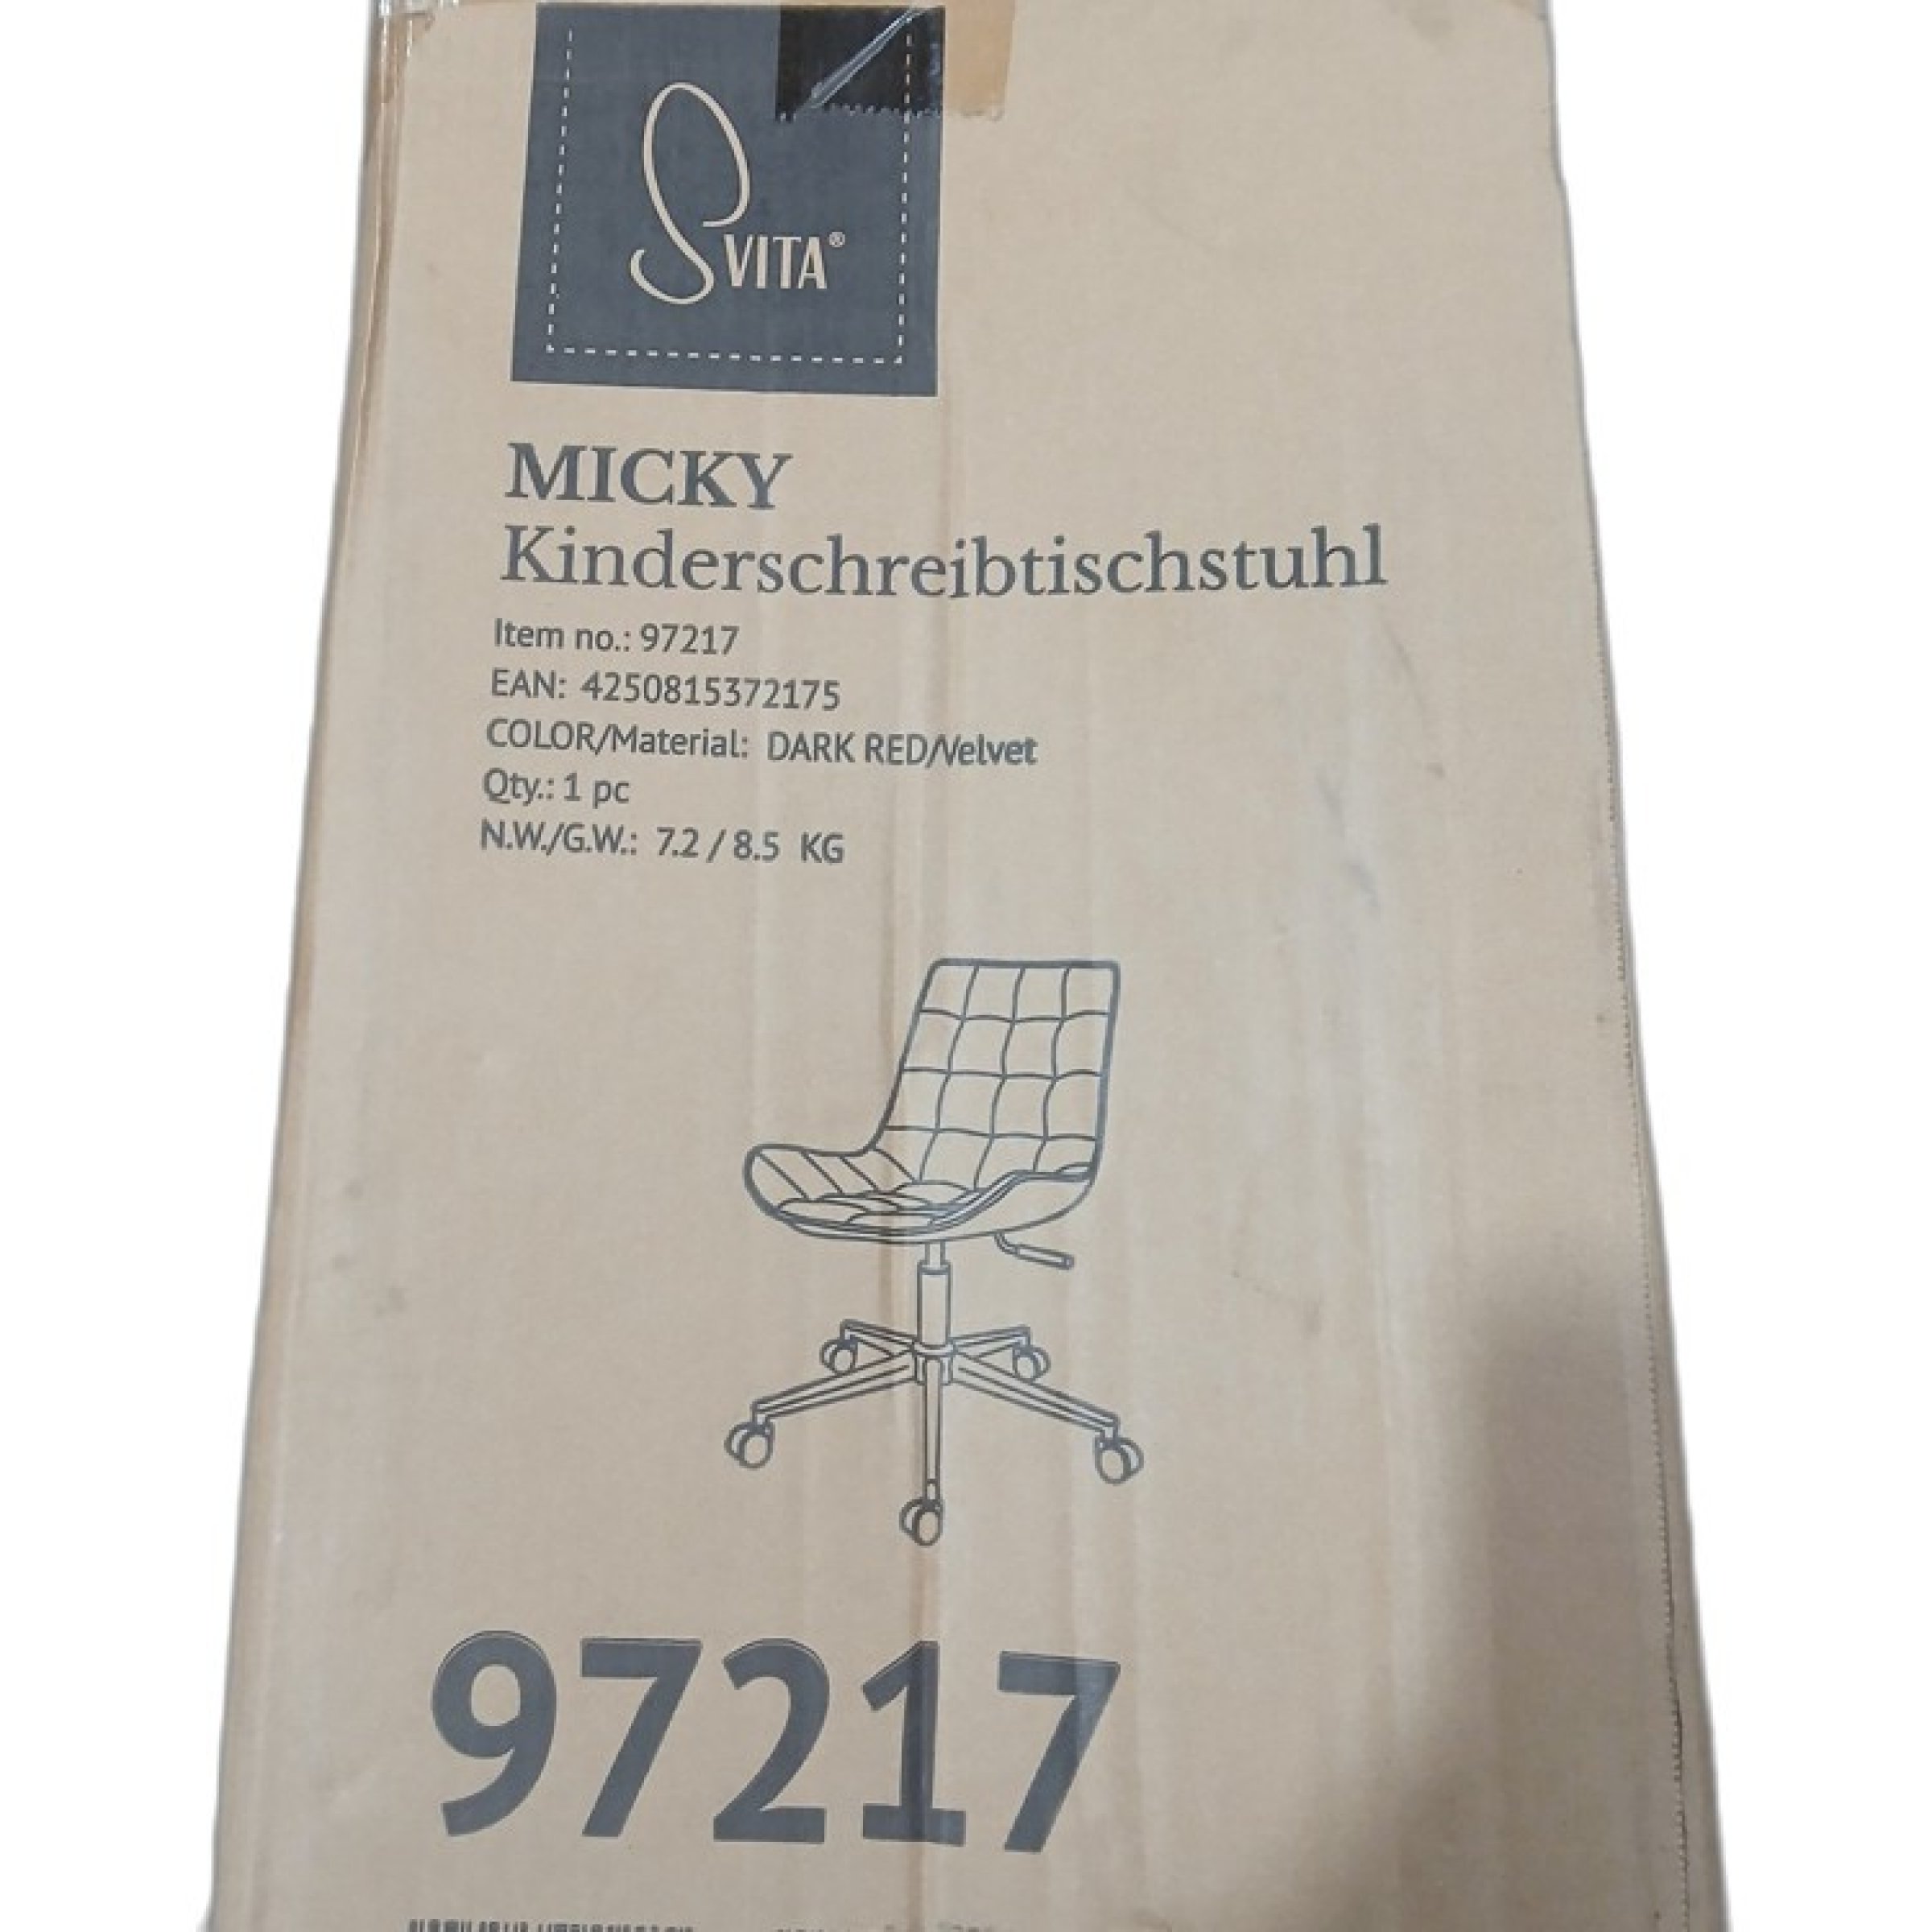 SVITA®
MICKY
Kinderschreibtischstuhl
Item no.: 97217
EAN: 4250815372175
COLOR/Material: DARK RED/Velvet
Qty.: 1 pc
N.W./G.W.: 7.2 / 8.5 KG
97217